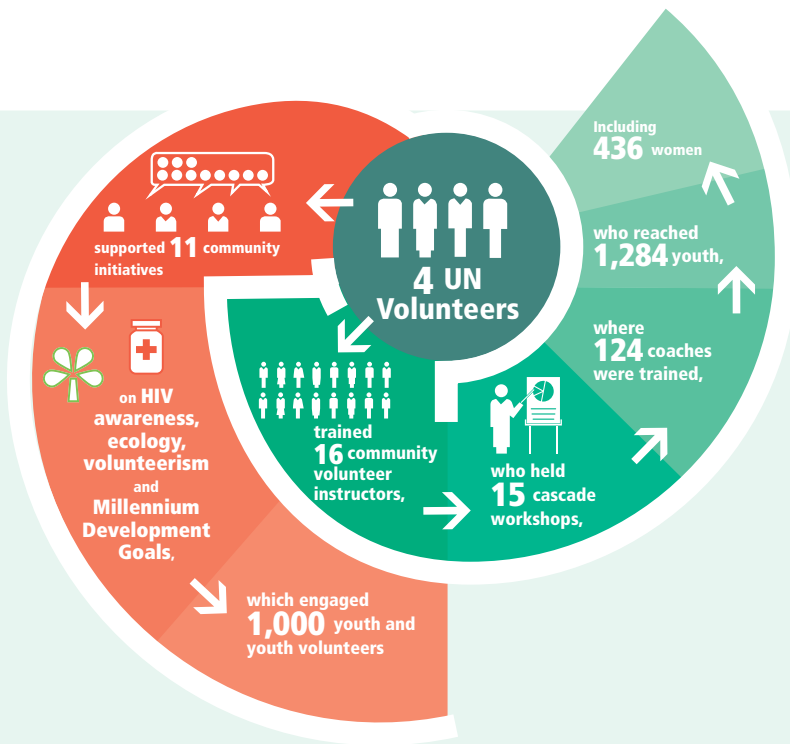 4 UN
Volunteers
supported 11 community
initiatives
on HIV
awareness,
ecology,
volunteerism
and
Millennium
Development
Goals,
which engaged
1,000 youth and
youth volunteers
trained
16 community
volunteer
instructors,
who held
15 cascade
workshops,
where
124 coaches
were trained,
who reached
1,284 youth,
Including
436 women